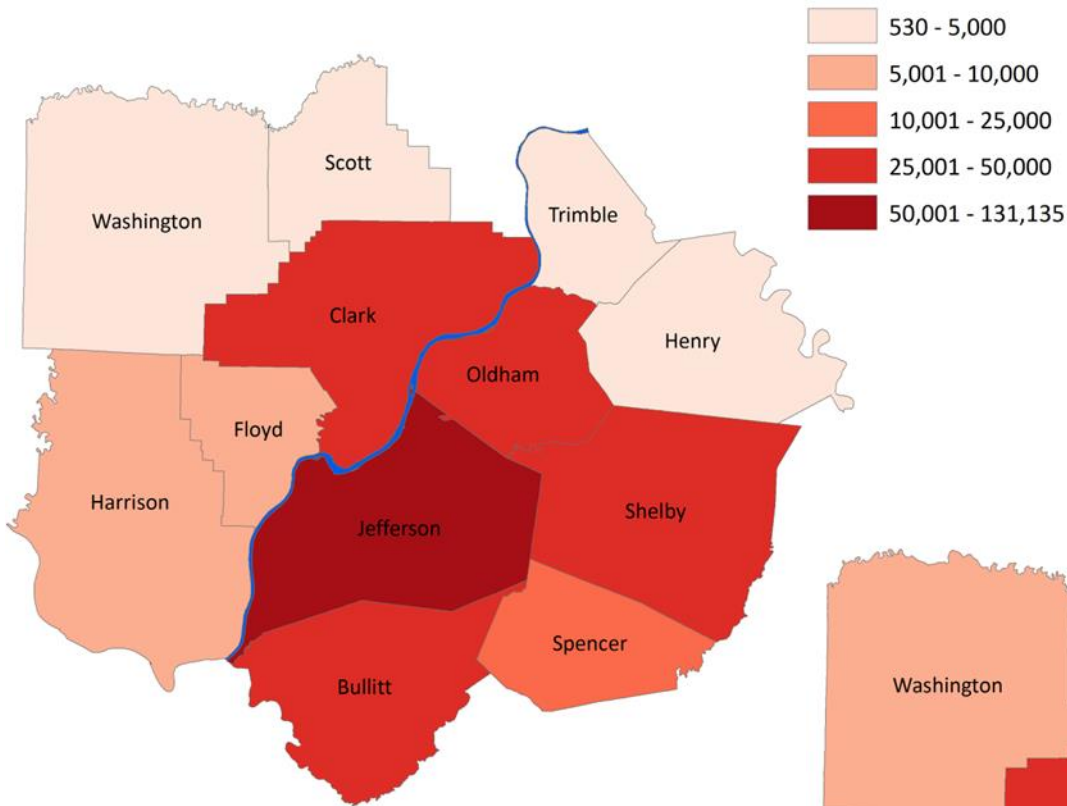 530 - 5,000
5,001 - 10,000
10,001 - 25,000
25,001 - 50,000
50,001 - 131,135
Scott
Washington
Trimble
Clark
Henry
Oldham
Floyd
Harrison
Shelby
Jefferson
Spencer
Bullitt
Washington